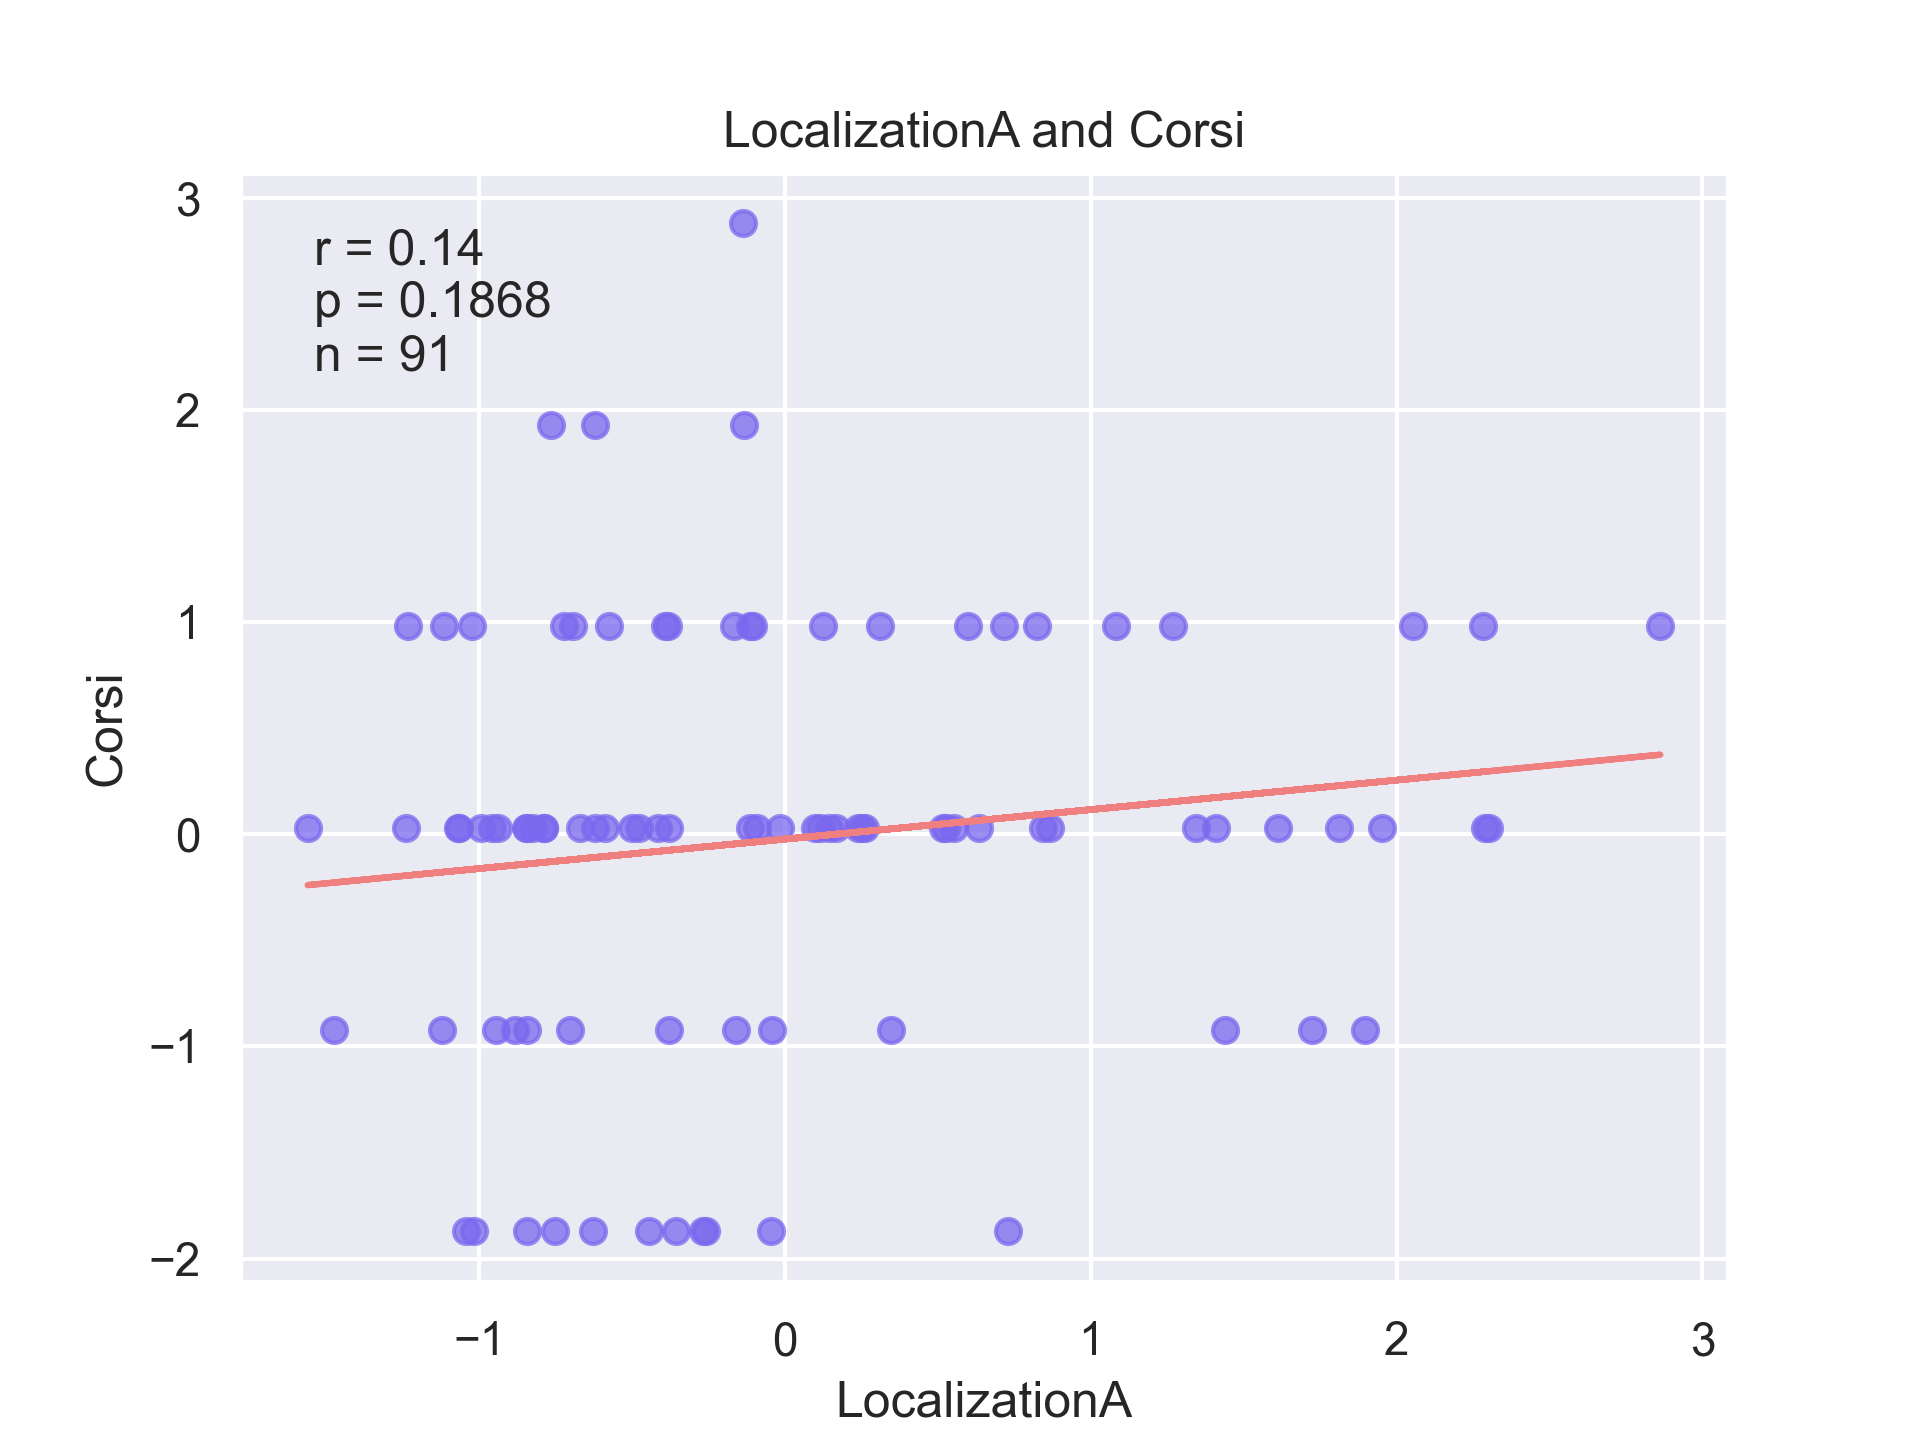 LocalizationA and Corsi
r = 0.14
p = 0.1868
n = 91
3
2
1
0
−1
−2
Corsi
−1 0 1 2 3
LocalizationA